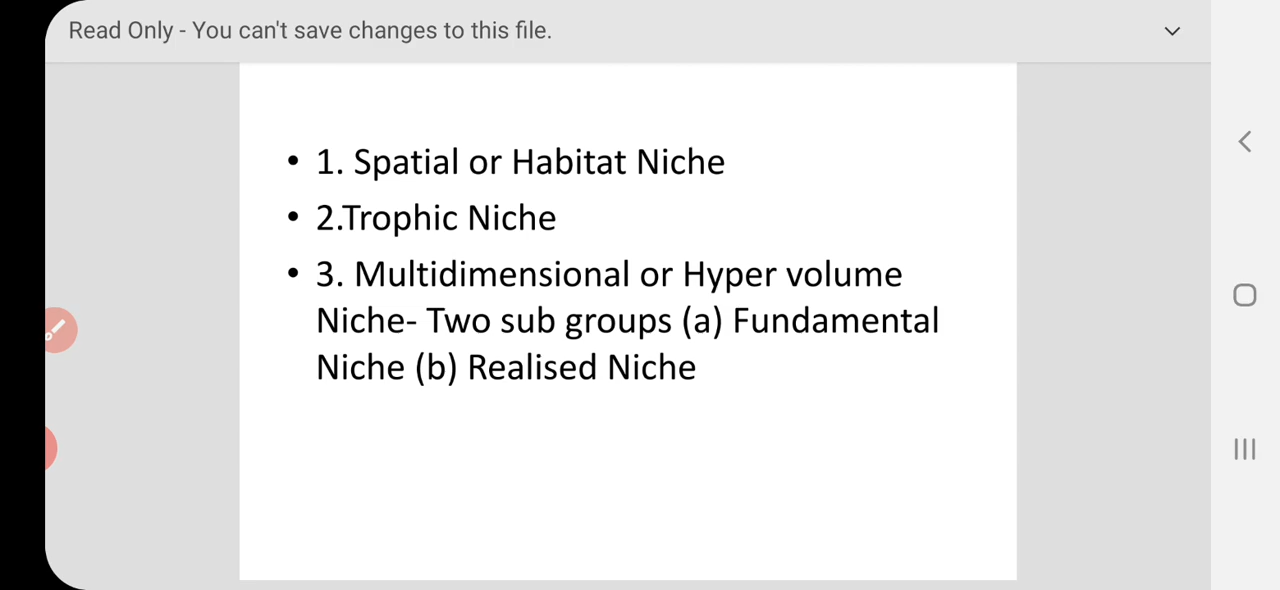 Read Only - You can't save changes to this file.
• 1. Spatial or Habitat Niche
• 2.Trophic Niche
• 3. Multidimensional or Hyper volume
Niche- Two sub groups (a) Fundamental
Niche (b) Realised Niche